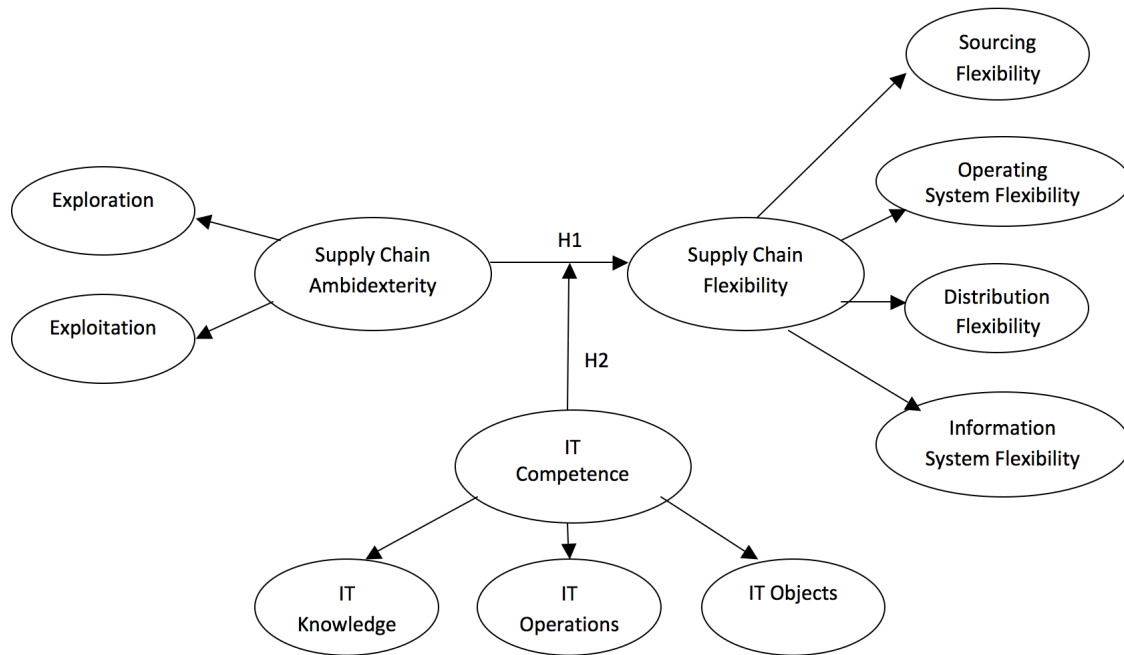 Sourcing
Flexibility
Exploration
Operating
System Flexibility
H1
Supply Chain
Ambidexterity
Supply Chain
Flexibility
Exploitation
Distribution
Flexibility
H2
Information
System Flexibility
IT
Competence
IT
Knowledge
IT
Operations
IT Objects